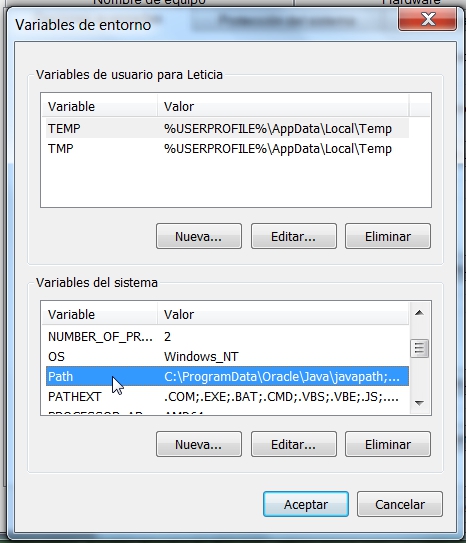 Nombre de equipo Hardware
Variables de entorno
Protección del sistema
Variables de usuario para Leticia
Variable Valor
TEMP %USERPROFILE%\AppData\Local\Temp
TMP %USERPROFILE%\AppData\Local\Temp
Nueva... Editar... Eliminar
Variables del sistema
Variable Valor
NUMBER_OF_PR... 2
OS Windows_NT
Path C:\ProgramData\Oracle\Java\javapath;...
PATHEXT .COM;.EXE;.BAT;.CMD;.VBS;.VBE;.JS;....
PROCESSOR_AR... AMD64
Nueva... Editar... Eliminar
Aceptar Cancelar